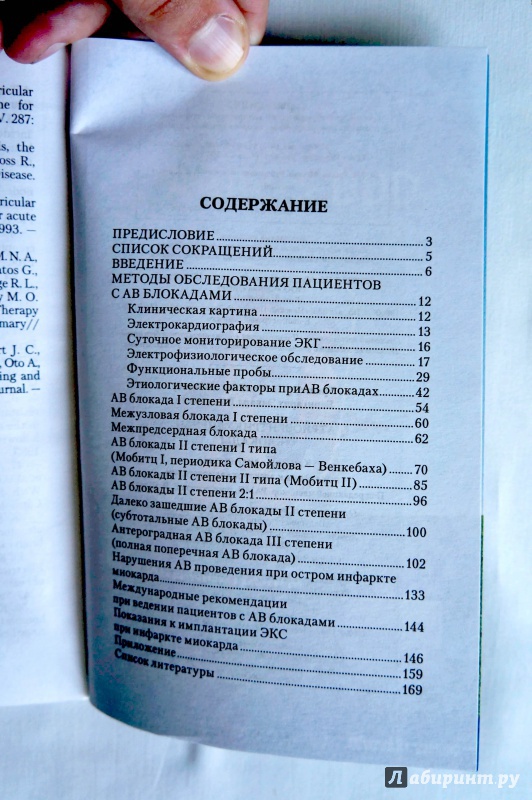 ricular
ne for
V. 287:
s, the
oss R.,
Disease.
ricular
r acute
993. —
M. N. A.,
tos G.,
ge R. L.,
y M. O.
Therapy
mary//
rt J. C.,
, Oto A.,
ing and
urnal. —
СОДЕРЖАНИЕ
ПРЕДИСЛОВИЕ 3
СПИСОК СОКРАЩЕНИЙ 5
ВВЕДЕНИЕ 6
МЕТОДЫ ОБСЛЕДОВАНИЯ ПАЦИЕНТОВ
С АВ БЛОКАДАМИ 12
Клиническая картина 12
Электрокардиография 13
Суточное мониторирование ЭКГ 16
Электрофизиологическое обследование 17
Функциональные пробы 29
Этиологические факторы приАВ блокадах 42
АВ блокада I степени 54
Межузловая блокада I степени 60
Межпредсердная блокада 62
АВ блокады II степени I типа
(Мобитц I, периодика Самойлова — Венкебаха) 70
АВ блокады II степени II типа (Мобитц II) 85
АВ блокады II степени 2:1 96
Далеко зашедшие АВ блокады II степени
(субтотальные АВ блокады) 100
Антероградная АВ блокада III степени
(полная поперечная АВ блокада) 102
Нарушения АВ проведения при остром инфаркте
миокарда 133
Международные рекомендации
при ведении пациентов с АВ блокадами 144
Показания к имплантации ЭКС
при инфаркте миокарда 146
Приложение 159
Список литературы 169
Лабиринт.ру